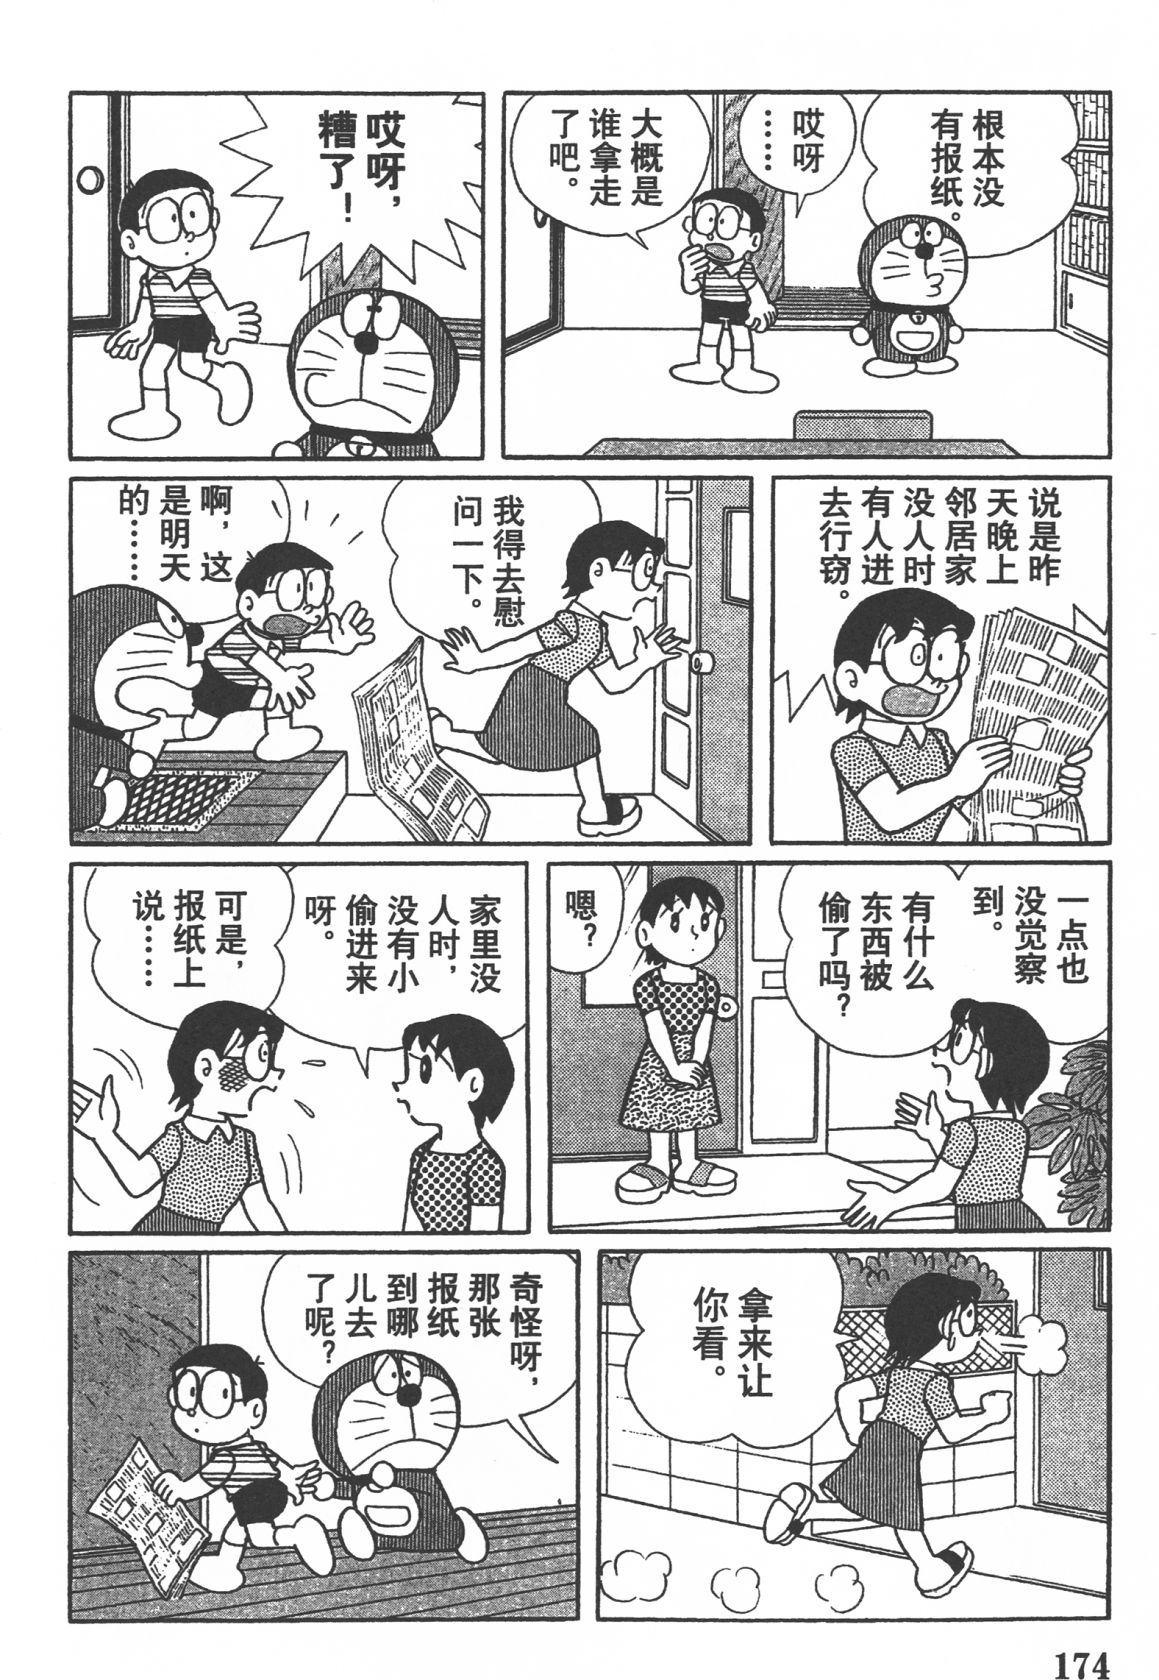 根本没
有报纸。
哎呀
……
大概是
谁拿走
了吧。
哎呀，
糟了！
说是昨
天晚上
邻居家
没人时
有人进
去行窃。
我得去慰
问一下。
啊，这
是明天
的……
一点也
没觉察
到。
有什么
东西被
偷了吗？
嗯？
家里没
人时，
没有小
偷进来
呀。
可是，
报纸上
说……
拿来让
你看。
奇怪呀，
那张
报纸
到哪
儿去
了呢？
174